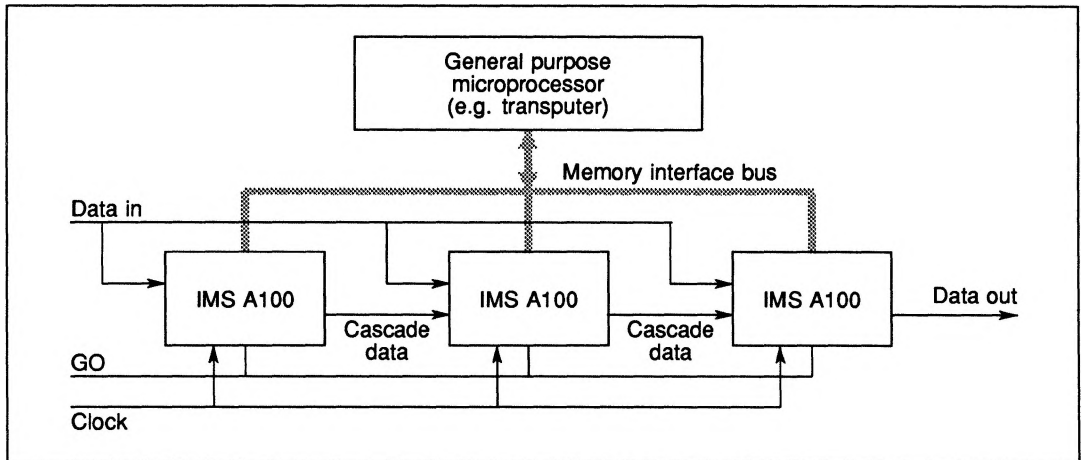 General purpose
microprocessor
(e.g. transputer)
Memory interface bus
Data in
IMS A100
IMS A100
IMS A100
Data out
Cascade
data
Cascade
data
GO
Clock